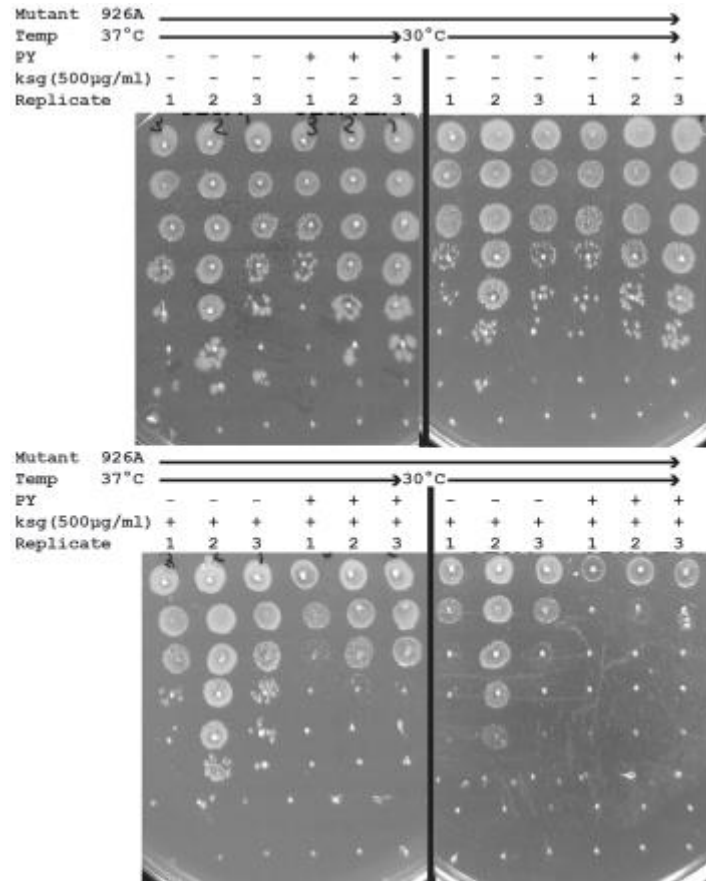 Mutant 926A
Temp 37°C 30°C
PY - - - + + + - - - + + +
ksg(500µg/ml) - - - - - - - - - - - -
Replicate 1 2 3 1 2 3 1 2 3 1 2 3
Mutant 926A
Temp 37°C 30°C
PY - - - + + + - - - + + +
ksg(500µg/ml) + + + + + + + + + + + +
Replicate 1 2 3 1 2 3 1 2 3 1 2 3